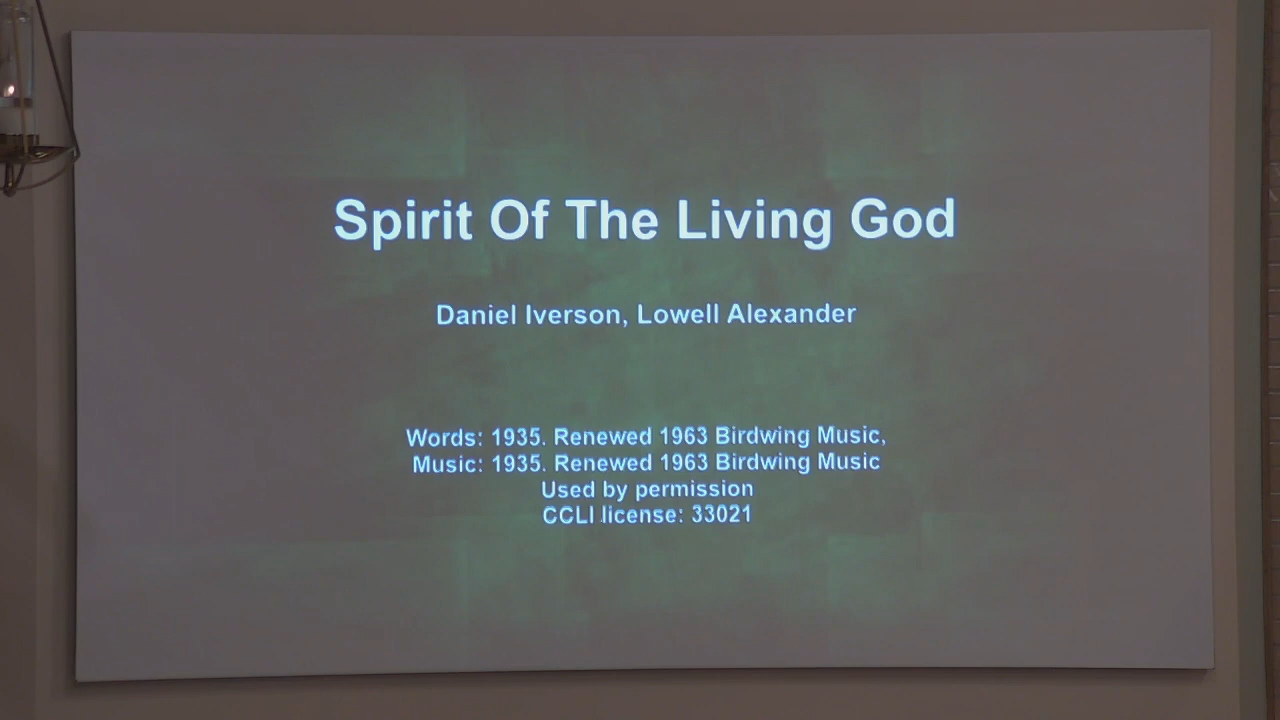 Spirit Of The Living God
Daniel Iverson, Lowell Alexander
Words: 1935. Renewed 1963 Birdwing Music,
Music: 1935. Renewed 1963 Birdwing Music
Used by permission
CCLI license: 33021